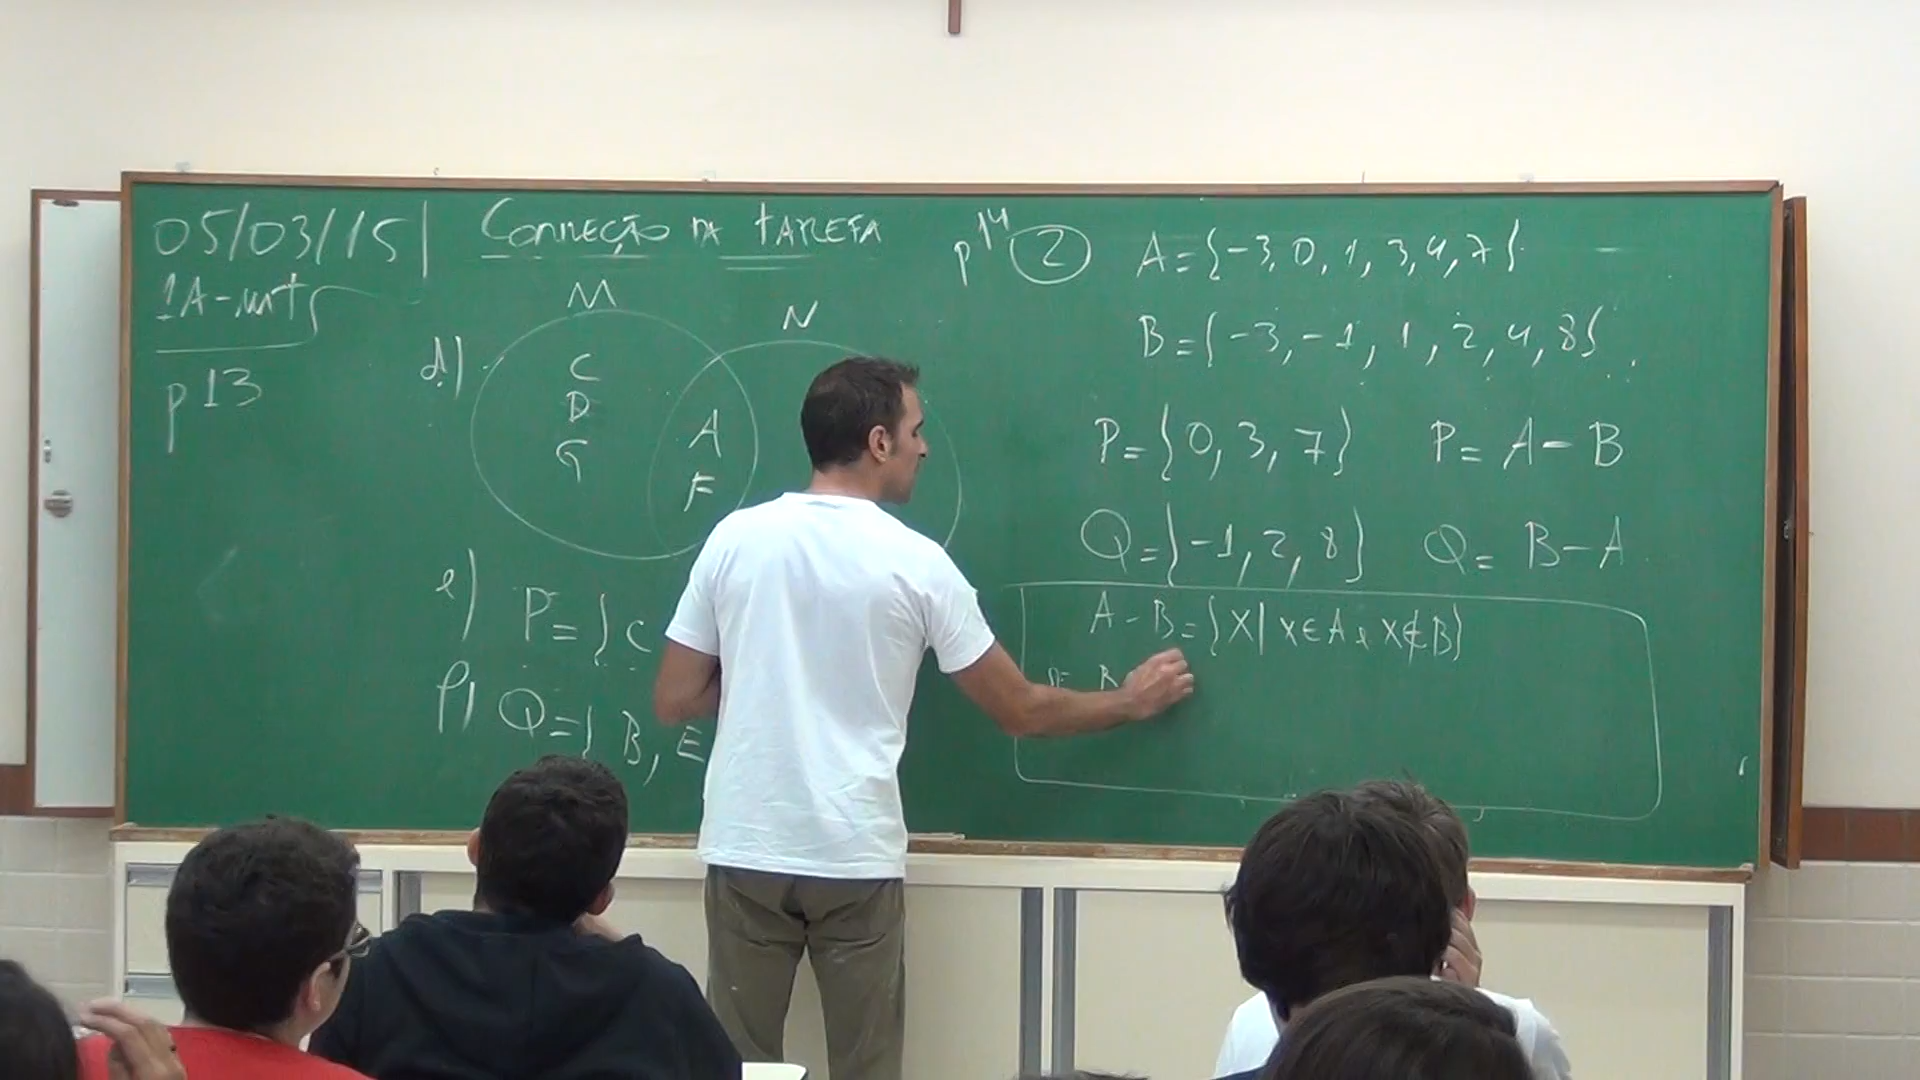 05/03/15
CORREÇÃO DA TAREFA
1A-mt
p 13
d)
M
N
C
D
G
A
F
e) P={ C
f) Q={ B, E
p 14 2 A={-3, 0, 1, 3, 4, 7}
B={-3, -1, 1, 2, 4, 8}
P={0, 3, 7} P= A-B
Q={-1, 2, 8} Q= B-A
A-B={X| X∈A e X∉B}